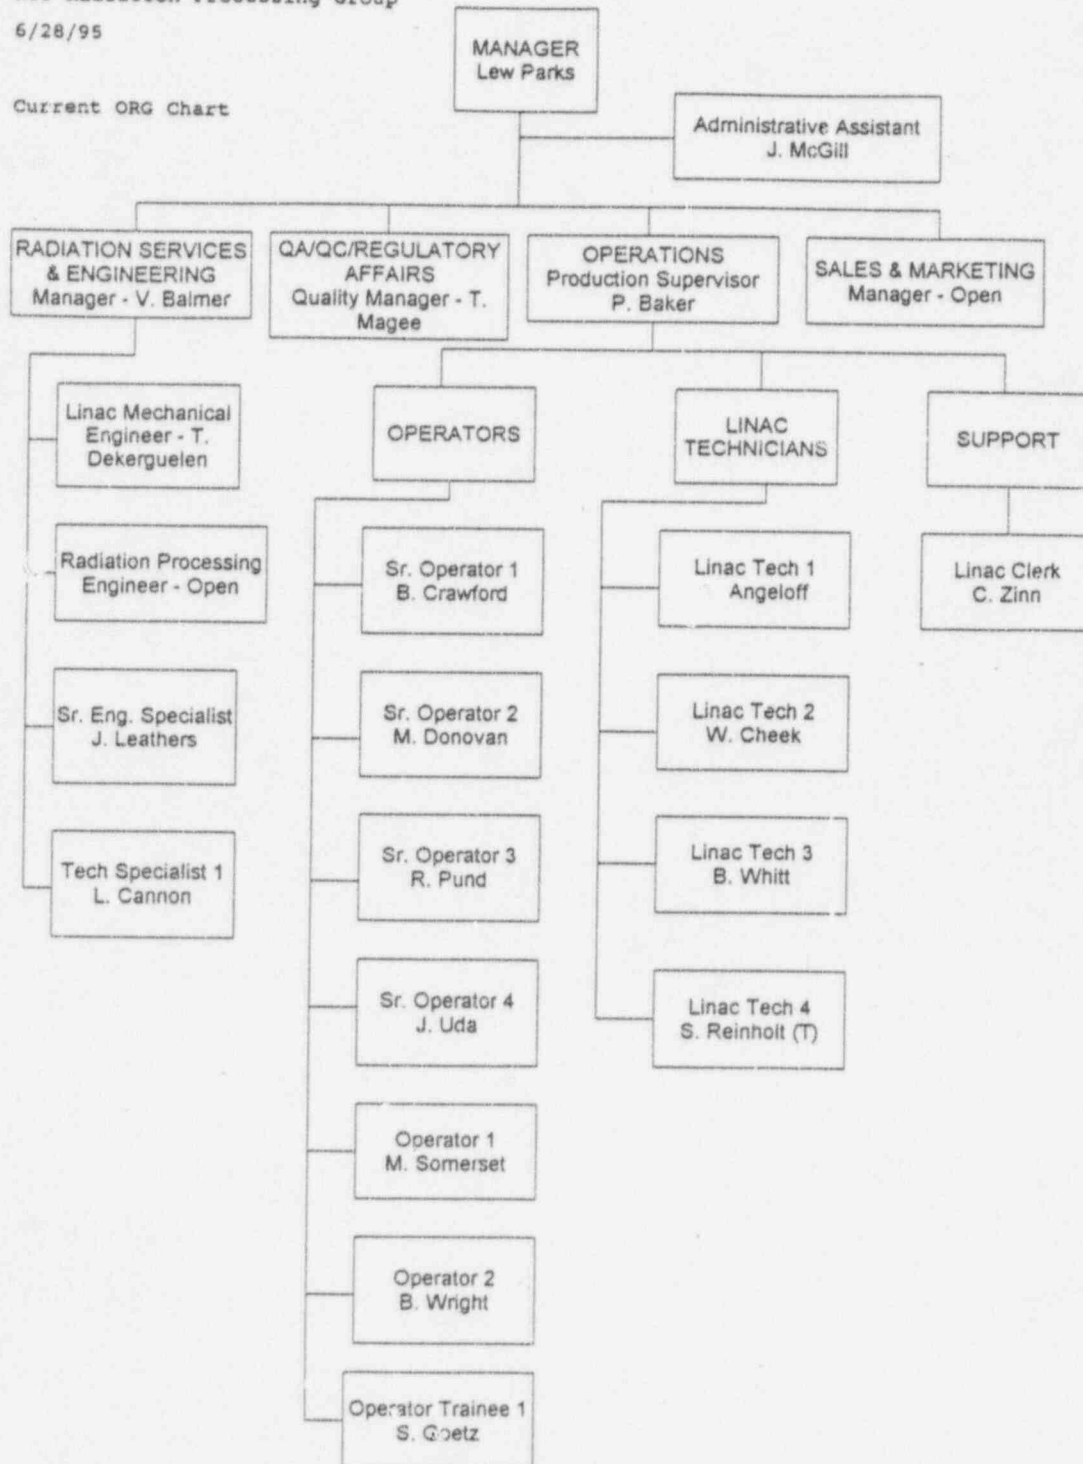 Radiation Processing Group
6/28/95
Current ORG Chart
MANAGER
Lew Parks
Administrative Assistant
J. McGill
RADIATION SERVICES
& ENGINEERING
Manager - V. Balmer
QA/QC/REGULATORY
AFFAIRS
Quality Manager - T.
Magee
OPERATIONS
Production Supervisor
P. Baker
SALES & MARKETING
Manager - Open
Linac Mechanical
Engineer - T.
Dekerguelen
Radiation Processing
Engineer - Open
Sr. Eng. Specialist
J. Leathers
Tech Specialist 1
L. Cannon
OPERATORS
Sr. Operator 1
B. Crawford
Sr. Operator 2
M. Donovan
Sr. Operator 3
R. Pund
Sr. Operator 4
J. Uda
Operator 1
M. Somerset
Operator 2
B. Wright
Operator Trainee 1
S. Goetz
LINAC
TECHNICIANS
Linac Tech 1
Angeloff
Linac Tech 2
W. Cheek
Linac Tech 3
B. Whitt
Linac Tech 4
S. Reinholt (T)
SUPPORT
Linac Clerk
C. Zinn